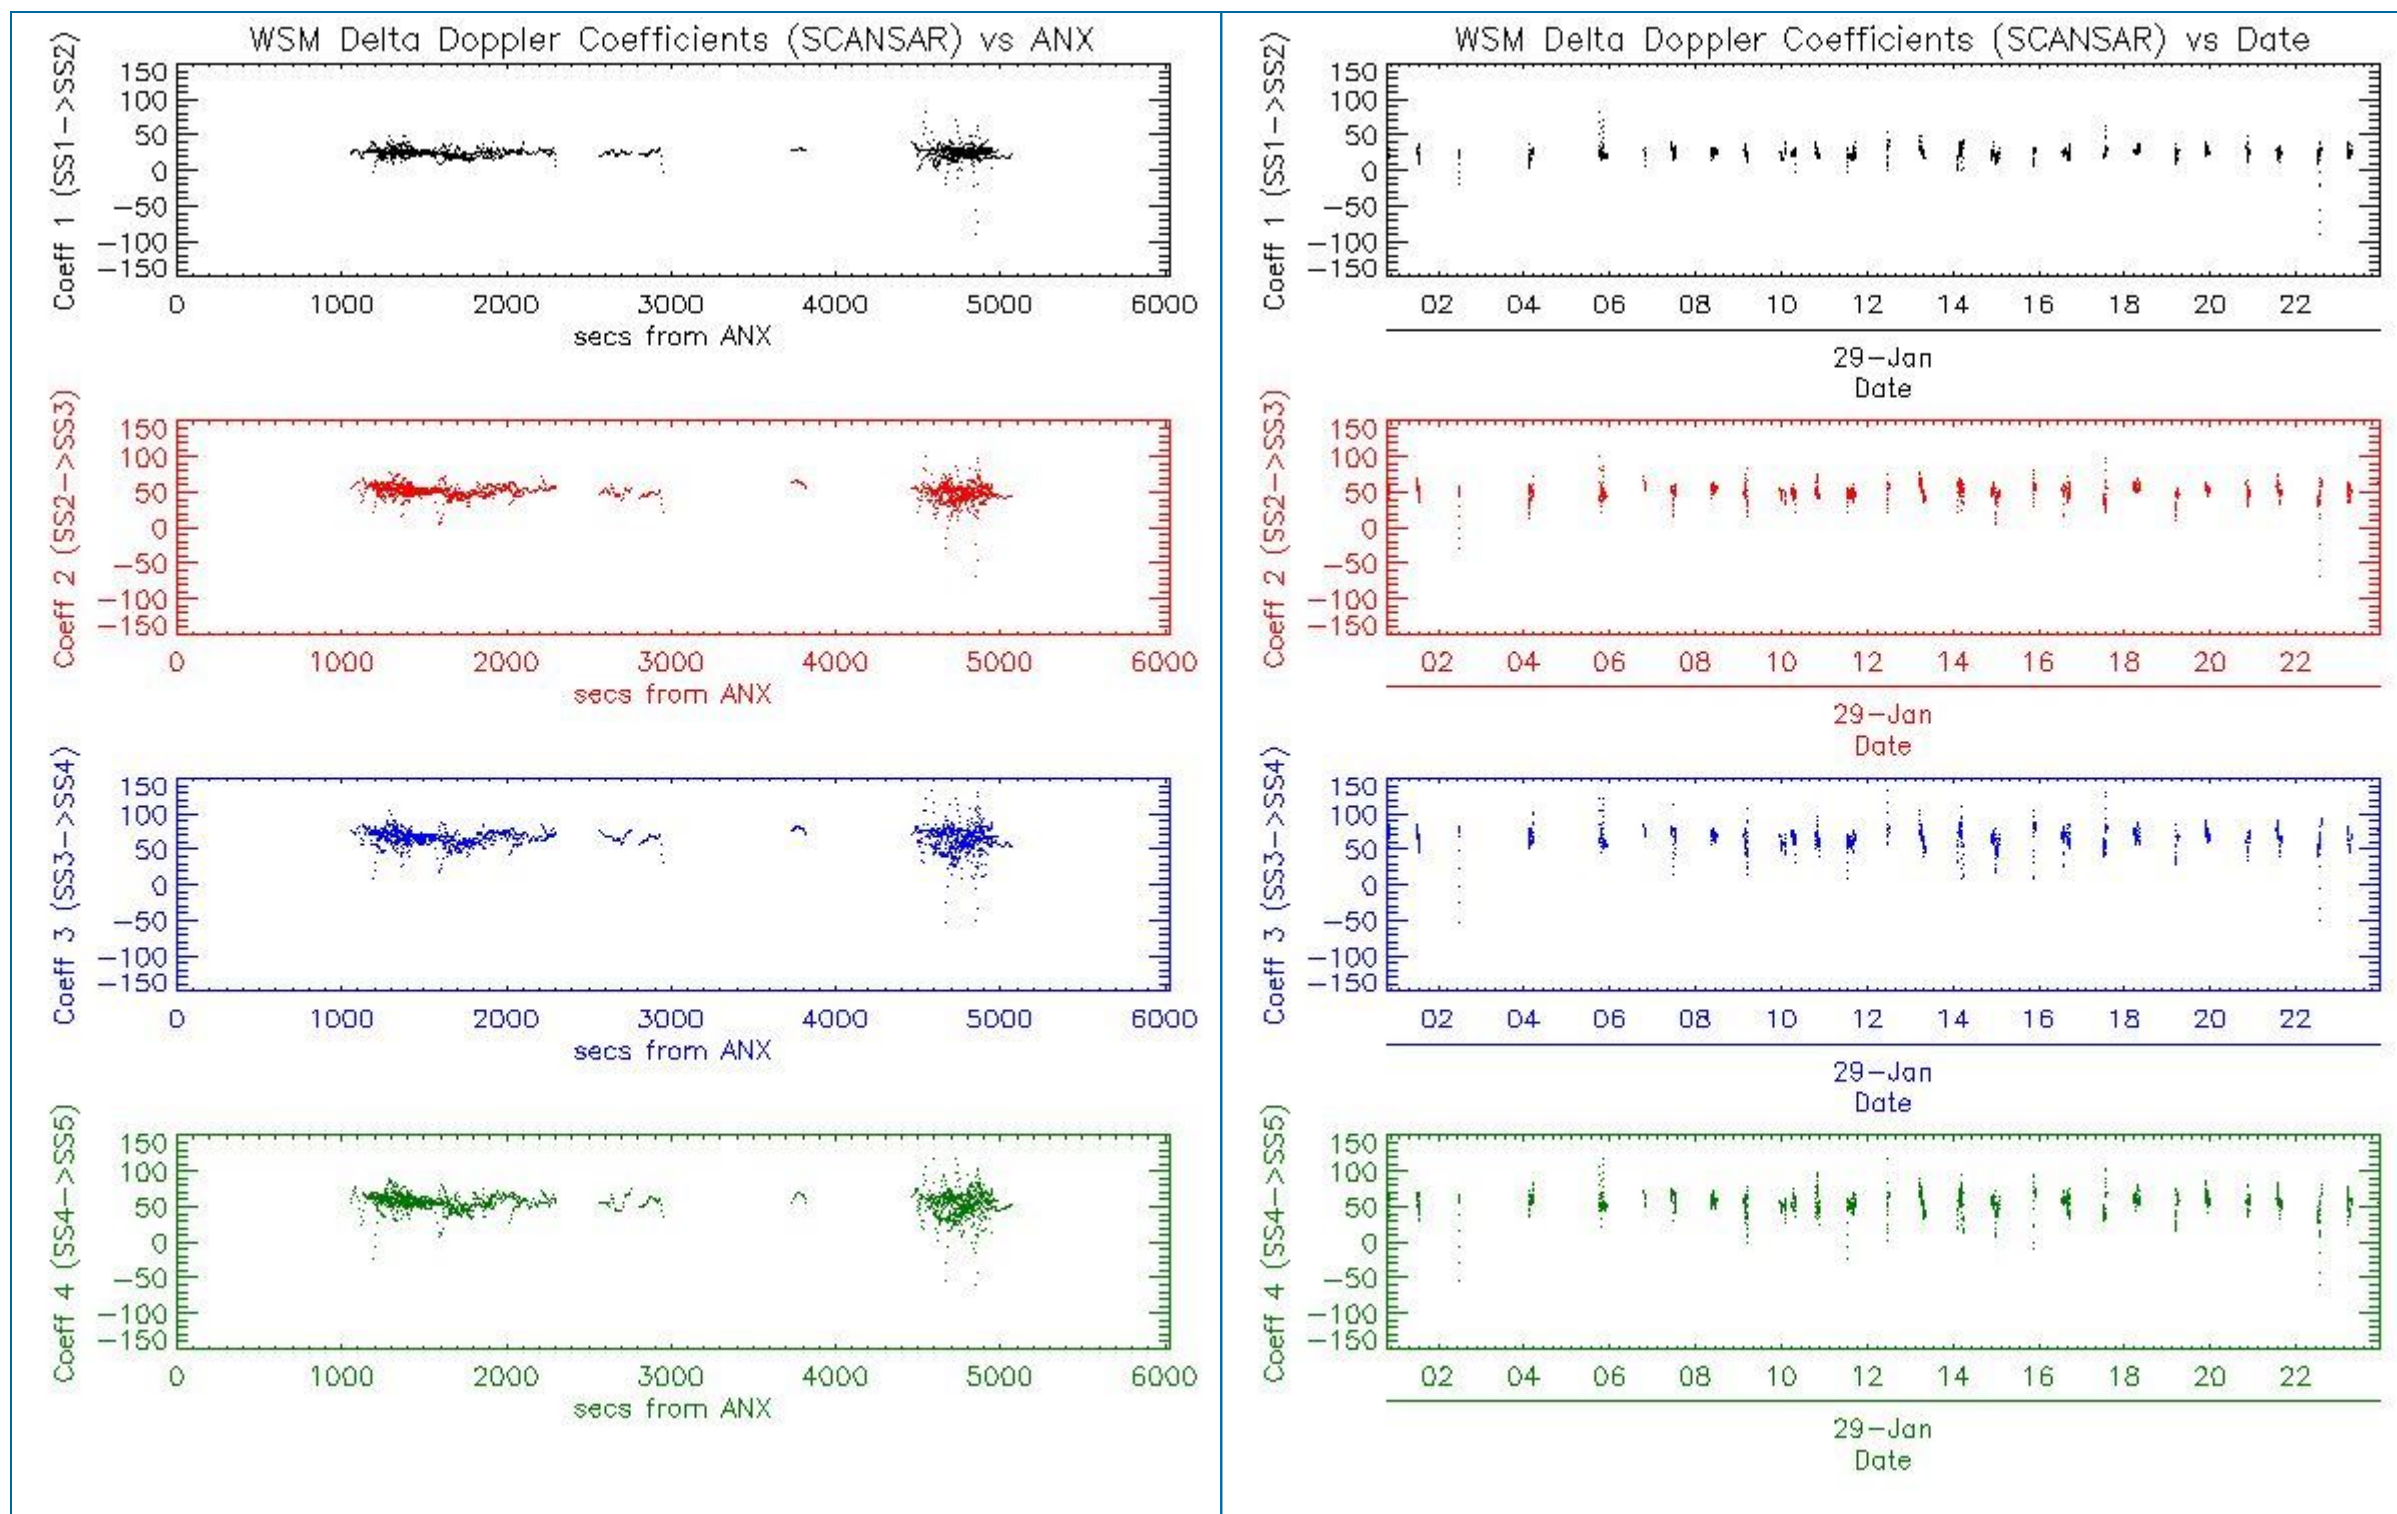 WSM Delta Doppler Coefficients (SCANSAR) vs ANX
Coeff 1 (SS1->SS2)
150
100
50
0
-50
-100
-150
0 1000 2000 3000 4000 5000 6000
secs from ANX
Coeff 2 (SS2->SS3)
150
100
50
0
-50
-100
-150
0 1000 2000 3000 4000 5000 6000
secs from ANX
Coeff 3 (SS3->SS4)
150
100
50
0
-50
-100
-150
0 1000 2000 3000 4000 5000 6000
secs from ANX
Coeff 4 (SS4->SS5)
150
100
50
0
-50
-100
-150
0 1000 2000 3000 4000 5000 6000
secs from ANX
WSM Delta Doppler Coefficients (SCANSAR) vs Date
Coeff 1 (SS1->SS2)
150
100
50
0
-50
-100
-150
02 04 06 08 10 12 14 16 18 20 22
29-Jan
Date
Coeff 2 (SS2->SS3)
150
100
50
0
-50
-100
-150
02 04 06 08 10 12 14 16 18 20 22
29-Jan
Date
Coeff 3 (SS3->SS4)
150
100
50
0
-50
-100
-150
02 04 06 08 10 12 14 16 18 20 22
29-Jan
Date
Coeff 4 (SS4->SS5)
150
100
50
0
-50
-100
-150
02 04 06 08 10 12 14 16 18 20 22
29-Jan
Date